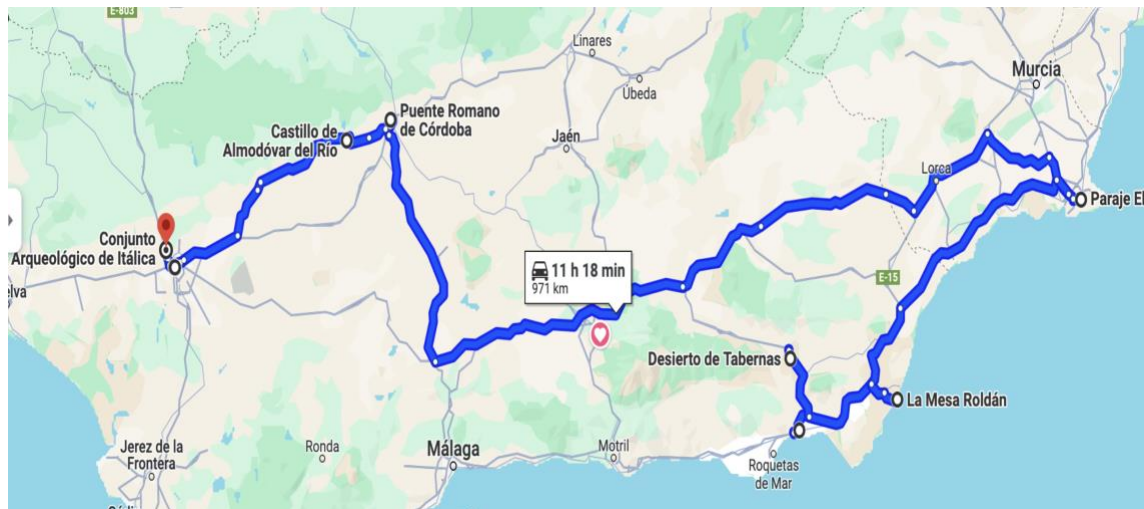 E-803
Linares
Úbeda
Murcia
Puente Romano
de Córdoba
Castillo de
Almodóvar del Río
Jaén
Lorca
Paraje El
Conjunto
Arqueológico de Itálica
elva
11 h 18 min
971 km
E-15
Desierto de Tabernas
La Mesa Roldán
Jerez de la
Frontera
Ronda
Málaga
Motril
Roquetas
de Mar